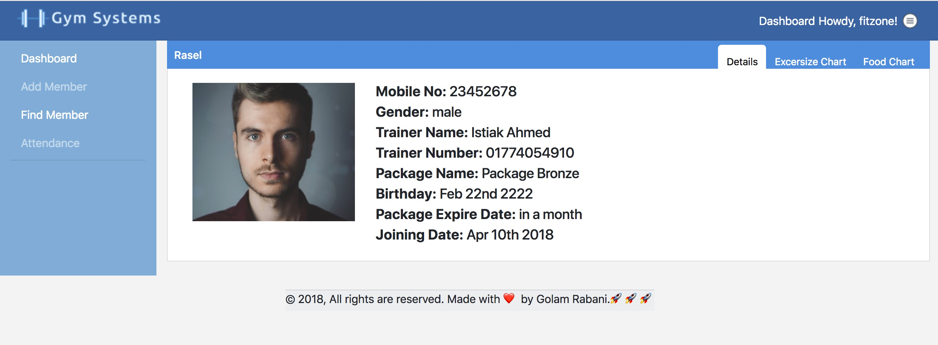 Gym Systems
Dashboard Howdy, fitzone!
Dashboard
Add Member
Find Member
Attendance
Rasel
Details Excersize Chart Food Chart
Mobile No: 23452678
Gender: male
Trainer Name: Istiak Ahmed
Trainer Number: 01774054910
Package Name: Package Bronze
Birthday: Feb 22nd 2222
Package Expire Date: in a month
Joining Date: Apr 10th 2018
© 2018, All rights are reserved. Made with ❤️ by Golam Rabani.🚀 🚀 🚀